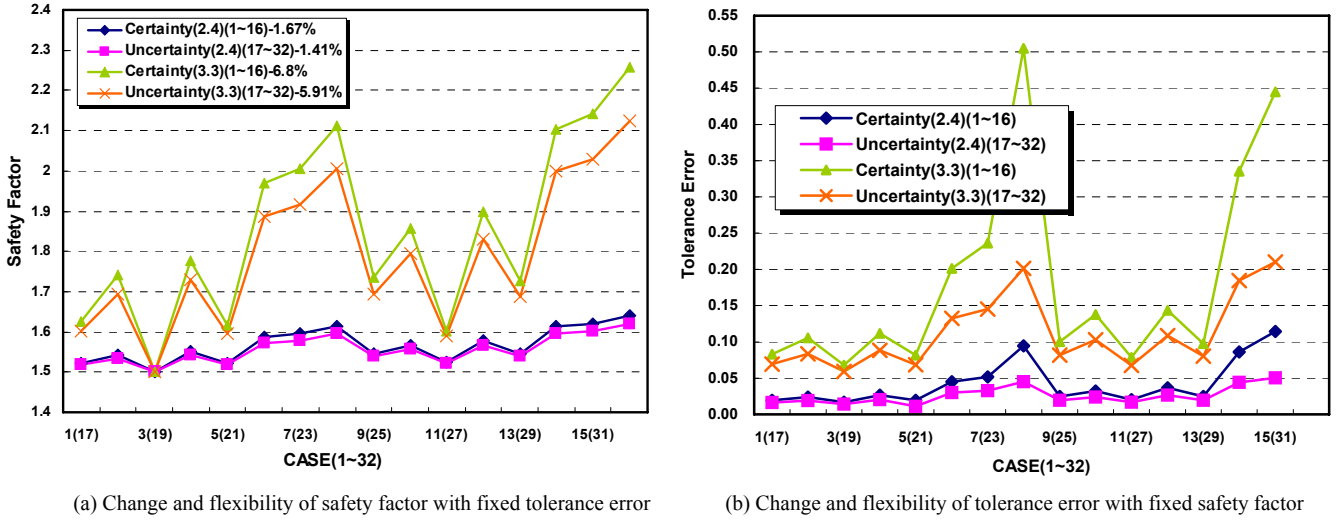 2.4
2.3
2.2
2.1
2
1.9
1.8
1.7
1.6
1.5
1.4
Safety Factor
Certainty(2.4)(1~16)-1.67%
Uncertainty(2.4)(17~32)-1.41%
Certainty(3.3)(1~16)-6.8%
Uncertainty(3.3)(17~32)-5.91%
1(17) 3(19) 5(21) 7(23) 9(25) 11(27) 13(29) 15(31)
CASE(1~32)
(a) Change and flexibility of safety factor with fixed tolerance error
0.55
0.50
0.45
0.40
0.35
0.30
0.25
0.20
0.15
0.10
0.05
0.00
Tolerance Error
Certainty(2.4)(1~16)
Uncertainty(2.4)(17~32)
Certainty(3.3)(1~16)
Uncertainty(3.3)(17~32)
1(17) 3(19) 5(21) 7(23) 9(25) 11(27) 13(29) 15(31)
CASE(1~32)
(b) Change and flexibility of tolerance error with fixed safety factor